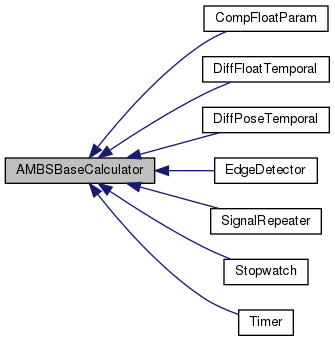 CompFloatParam
DiffFloatTemporal
DiffPoseTemporal
AMBSBaseCalculator
EdgeDetector
SignalRepeater
Stopwatch
Timer